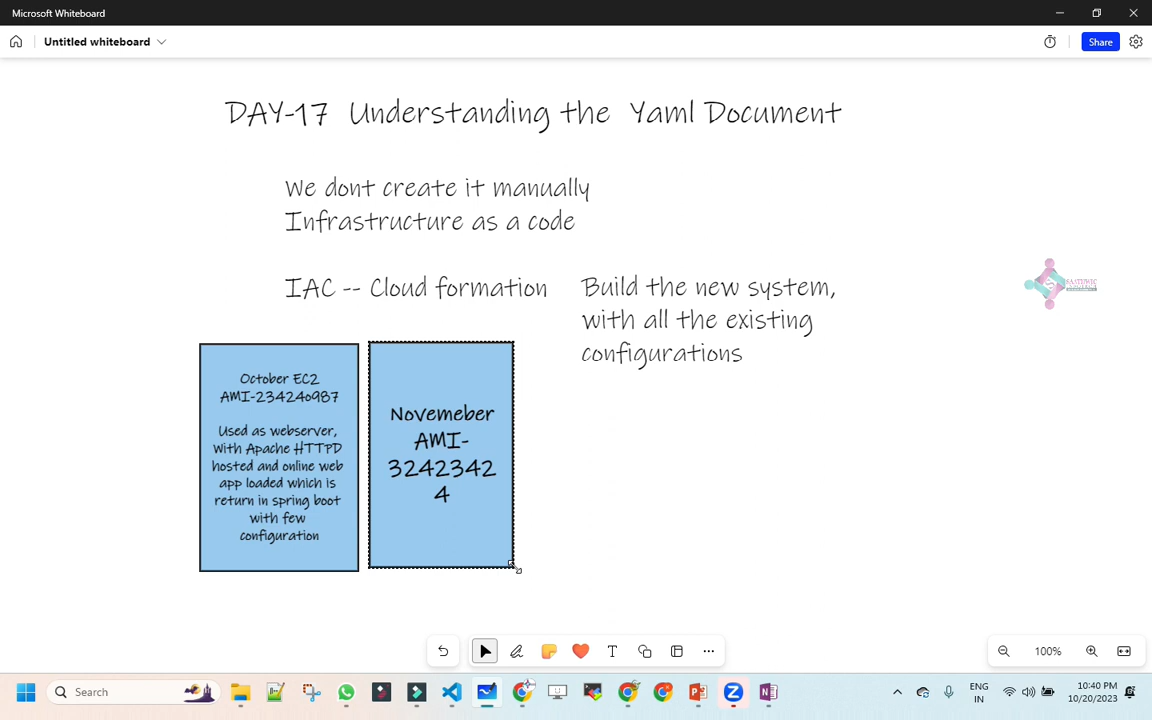 Microsoft Whiteboard
Untitled whiteboard
Share
DAY-17 Understanding the Yaml Document
We dont create it manually
Infrastructure as a code
IAC -- Cloud formation
Build the new system,
with all the existing
configurations
October EC2
AMI-234240987
Used as webserver,
With Apache HTTPD
hosted and online web
app loaded which is
return in spring boot
with few
configuration
Novemeber
AMI-
3242342
4
100%
Search
ENG
IN
10:40 PM
10/20/2023